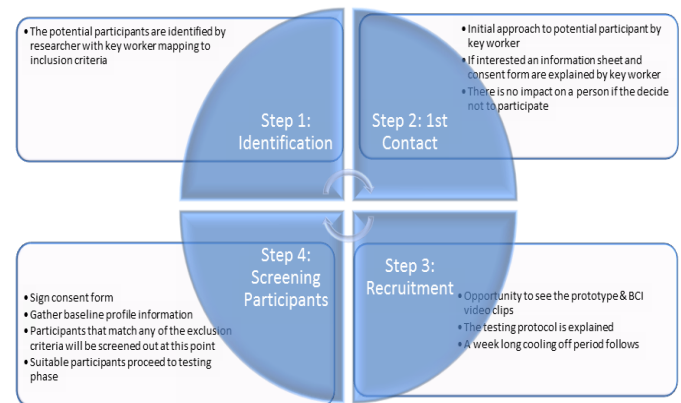 • The potential participants are identified by
researcher with key worker mapping to
inclusion criteria
Step 1:
Identification
• Initial approach to potential participant by
key worker
• If interested an information sheet and
consent form are explained by key worker
• There is no impact on a person if the decide
not to participate
Step 2: 1st
Contact
Step 3:
Recruitment
• Opportunity to see the prototype & BCI
video clips
• The testing protocol is explained
• A week long cooling off period follows
Step 4:
Screening
Participants
• Sign consent form
• Gather baseline profile information
• Participants that match any of the exclusion
criteria will be screened out at this point
• Suitable participants proceed to testing
phase